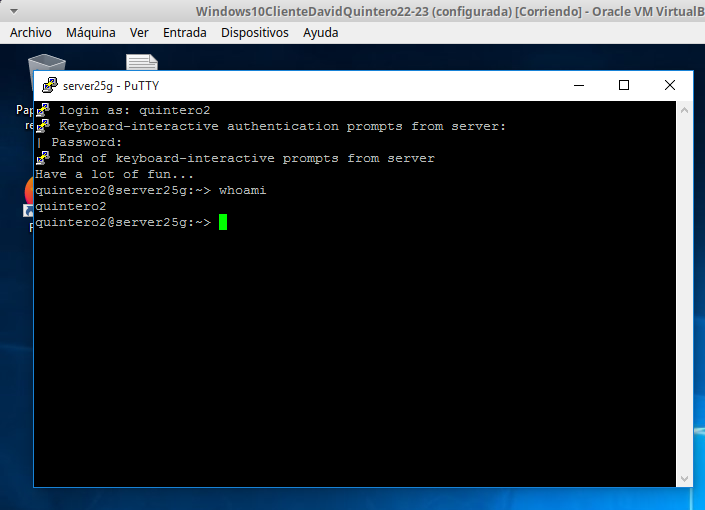 Windows10ClienteDavidQuintero22-23 (configurada) [Corriendo] - Oracle VM VirtualB
Archivo Máquina Ver Entrada Dispositivos Ayuda
Pap
re
F
server25g - PuTTY
login as: quintero2
Keyboard-interactive authentication prompts from server:
| Password:
End of keyboard-interactive prompts from server
Have a lot of fun...
quintero2@server25g:~> whoami
quintero2
quintero2@server25g:~>